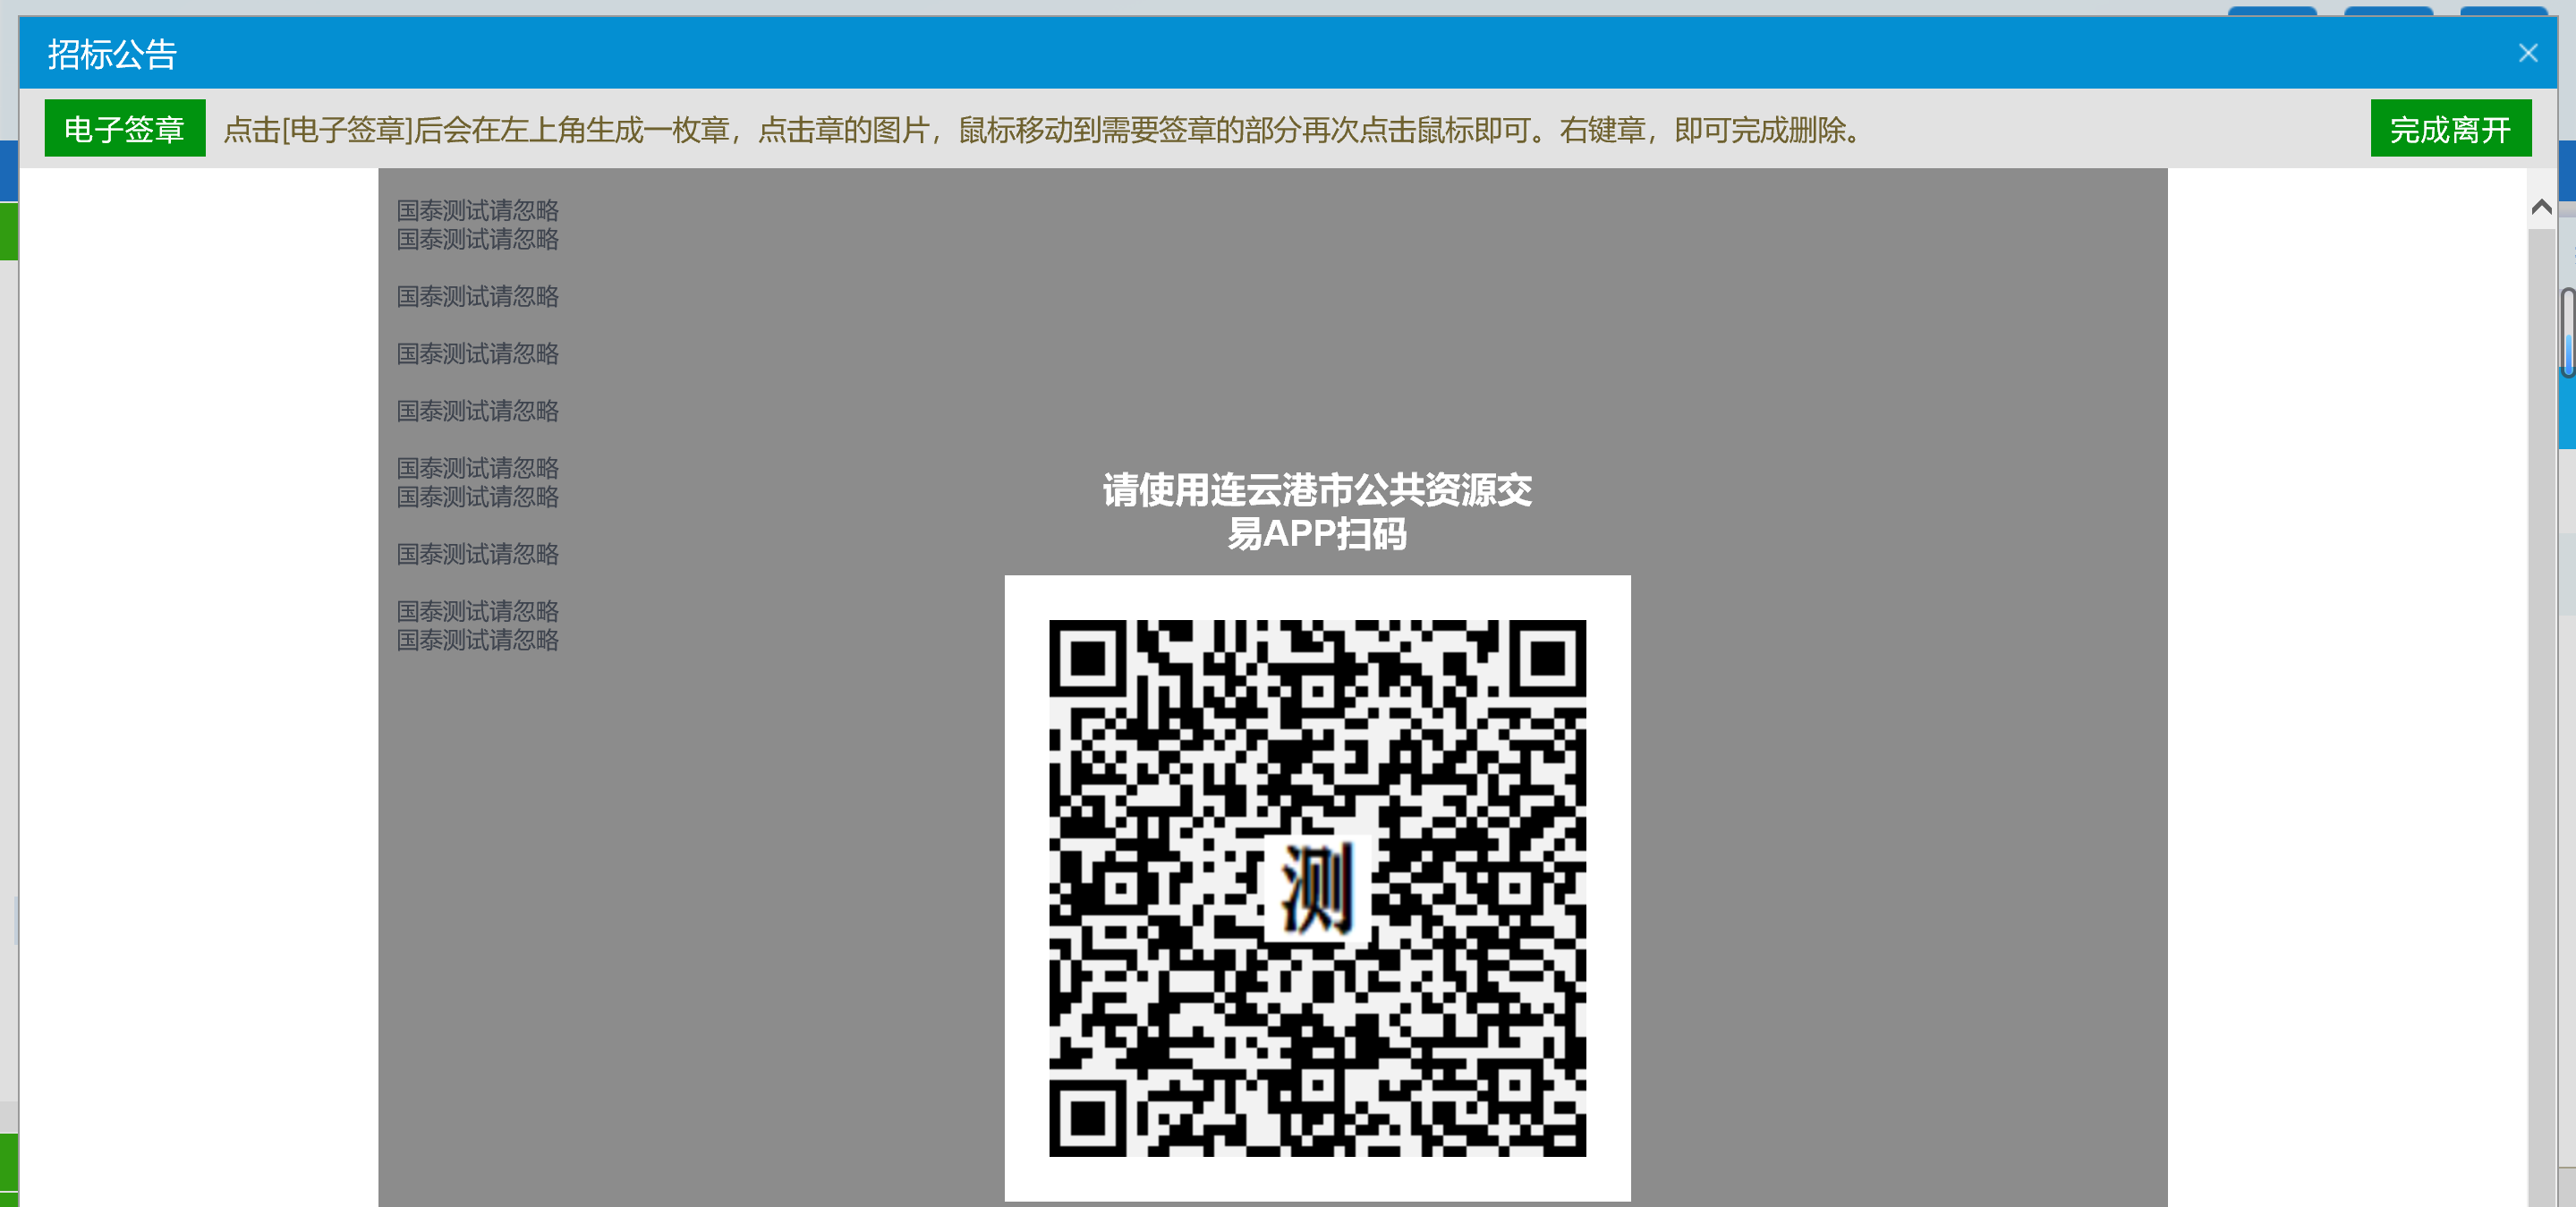 招标公告
电子签章 点击[电子签章]后会在左上角生成一枚章，点击章的图片，鼠标移动到需要签章的部分再次点击鼠标即可。右键章，即可完成删除。 完成离开
国泰测试请忽略
国泰测试请忽略
国泰测试请忽略
国泰测试请忽略
国泰测试请忽略
国泰测试请忽略
国泰测试请忽略
国泰测试请忽略
国泰测试请忽略
国泰测试请忽略
请使用连云港市公共资源交
易APP扫码
测